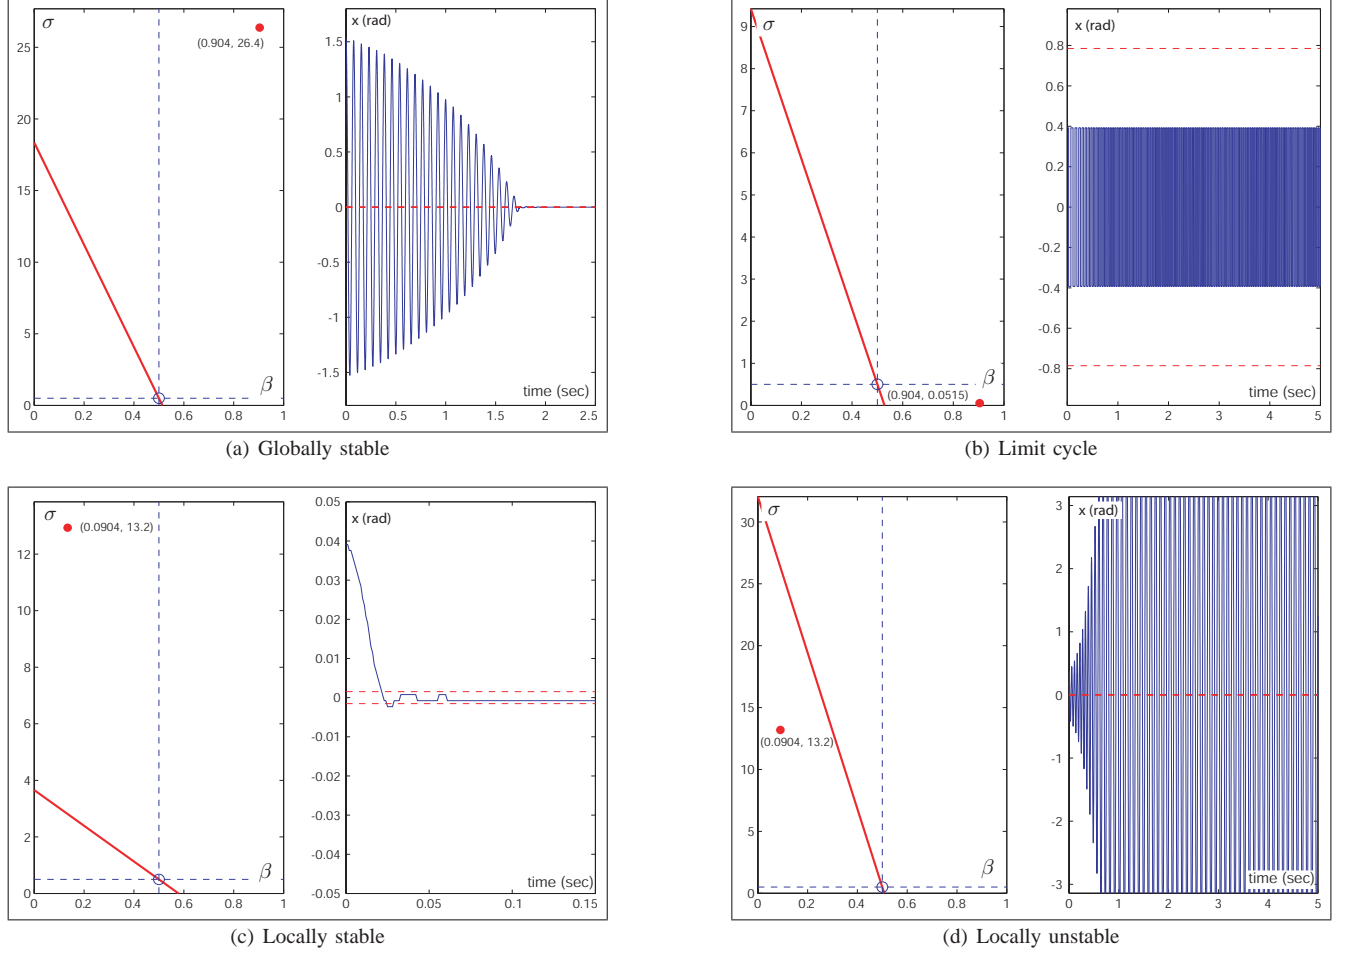 σ
(0.904, 26.4)
25
20
15
10
5
0
β
0 0.2 0.4 0.6 0.8 1
x (rad)
1.5
1
0.5
0
-0.5
-1
-1.5
time (sec)
0 0.5 1.0 1.5 2.0 2.5
(a) Globally stable
σ
9
8
7
6
5
4
3
2
1
0
β
(0.904, 0.0515)
0 0.2 0.4 0.6 0.8 1
x (rad)
0.8
0.6
0.4
0.2
0
-0.2
-0.4
-0.6
-0.8
time (sec)
0 1 2 3 4 5
(b) Limit cycle
σ
(0.0904, 13.2)
12
10
8
6
4
2
0
β
0 0.2 0.4 0.6 0.8 1
0.05
x (rad)
0.04
0.03
0.02
0.01
0
-0.01
-0.02
-0.03
-0.04
-0.05
time (sec)
0 0.05 0.1 0.15
(c) Locally stable
σ
30
25
20
15
(0.0904, 13.2)
10
5
0
β
0 0.2 0.4 0.6 0.8 1
x (rad)
3
2
1
0
-1
-2
-3
time (sec)
0 1 2 3 4 5
(d) Locally unstable